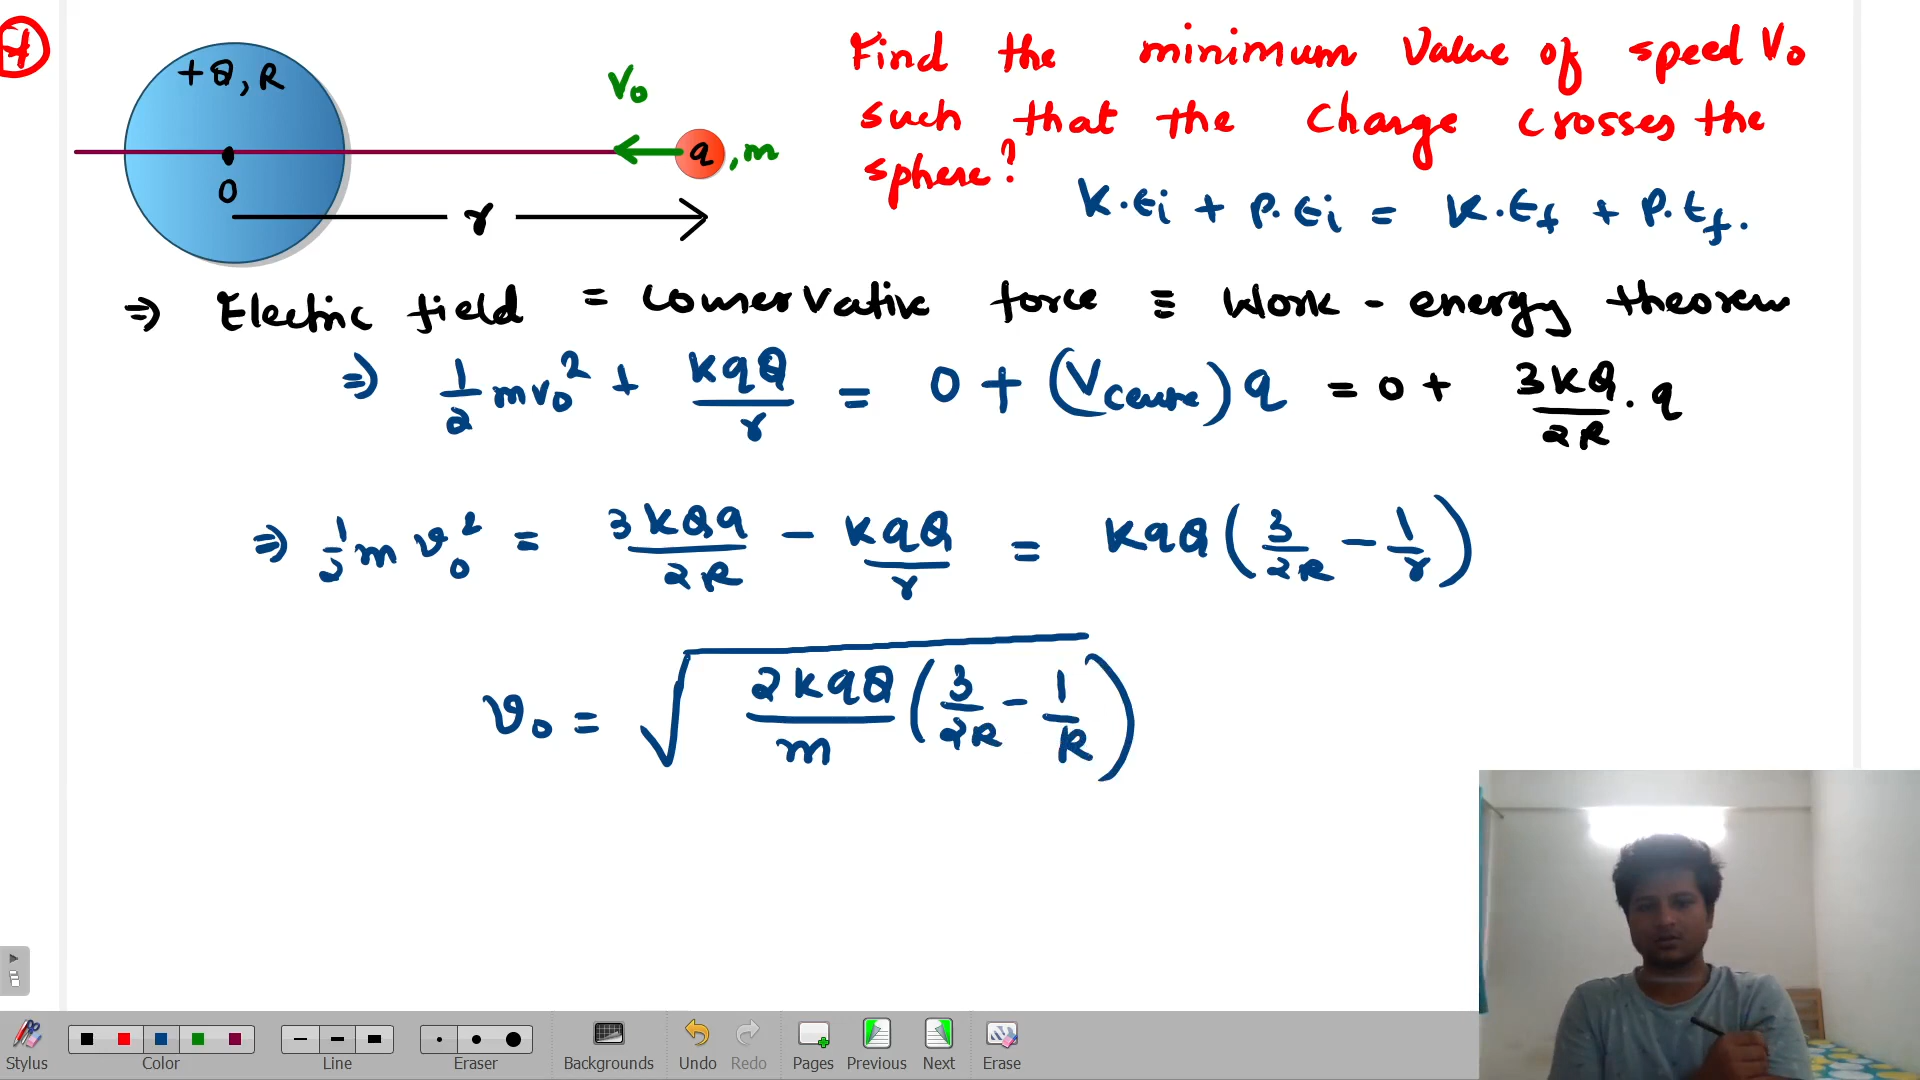 4
+Q, R
V₀
q, m
O
r
Find the minimum value of speed V₀
such that the charge crosses the
sphere?
K.Ei + P.Ei = K.Ef + P.Ef.
⇒ Electric field = conservative force ≡ Work - energy theorem
⇒ 1/2 mv₀² + kqQ/r = 0 + (Vcentre) q = 0 + 3kQ/2R . q
⇒ 1/2 m v₀² = 3kQq/2R − kqQ/r = kqQ (3/2R − 1/r)
v₀ = √(2kqQ/m (3/2R − 1/R))
Stylus
Color
Line
Eraser
Backgrounds
Undo
Redo
Pages
Previous
Next
Erase